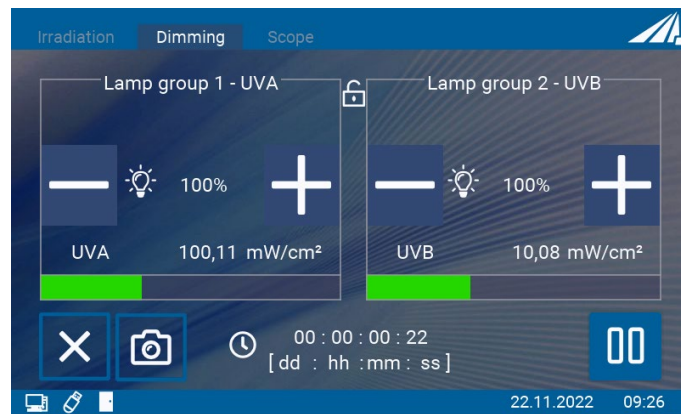 Irradiation Dimming Scope
Lamp group 1 - UVA
100%
UVA 100,11 mW/cm²
Lamp group 2 - UVB
100%
UVB 10,08 mW/cm²
00 : 00 : 00 : 22
[ dd : hh : mm : ss ]
22.11.2022 09:26